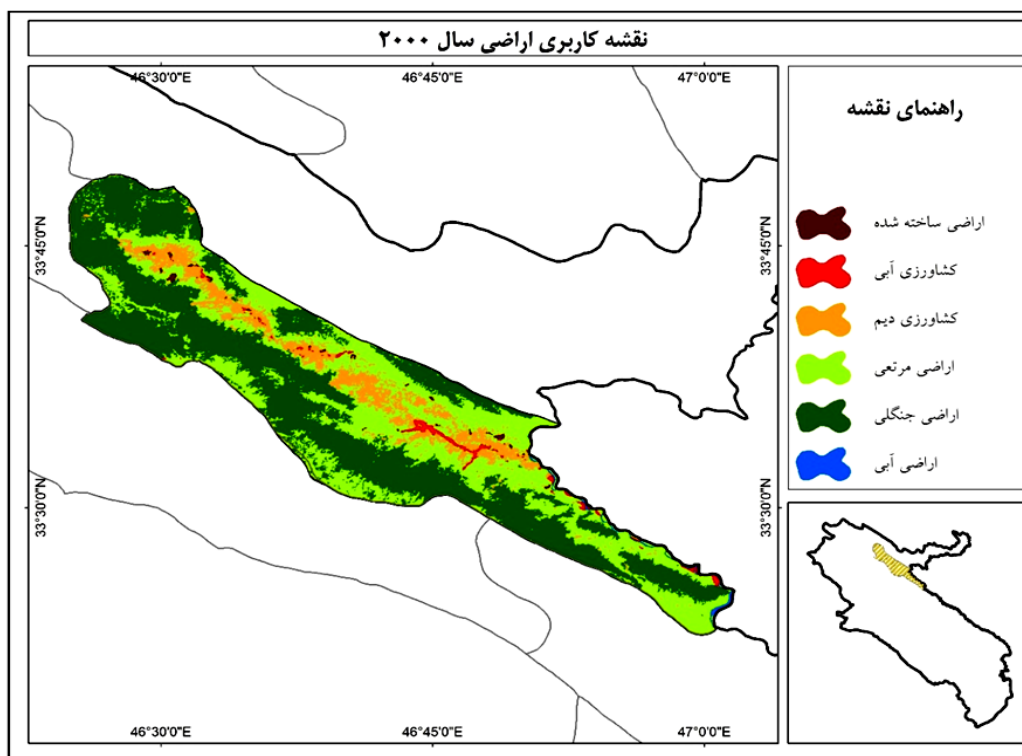 نقشه کاربری اراضی سال ۲۰۰۰
46°30'0"E
46°45'0"E
47°0'0"E
راهنمای نقشه
اراضی ساخته شده
کشاورزی آبی
کشاورزی دیم
اراضی مرتعی
اراضی جنگلی
اراضی آبی
33°45'0"N
33°45'0"N
33°30'0"N
33°30'0"N
46°30'0"E
46°45'0"E
47°0'0"E